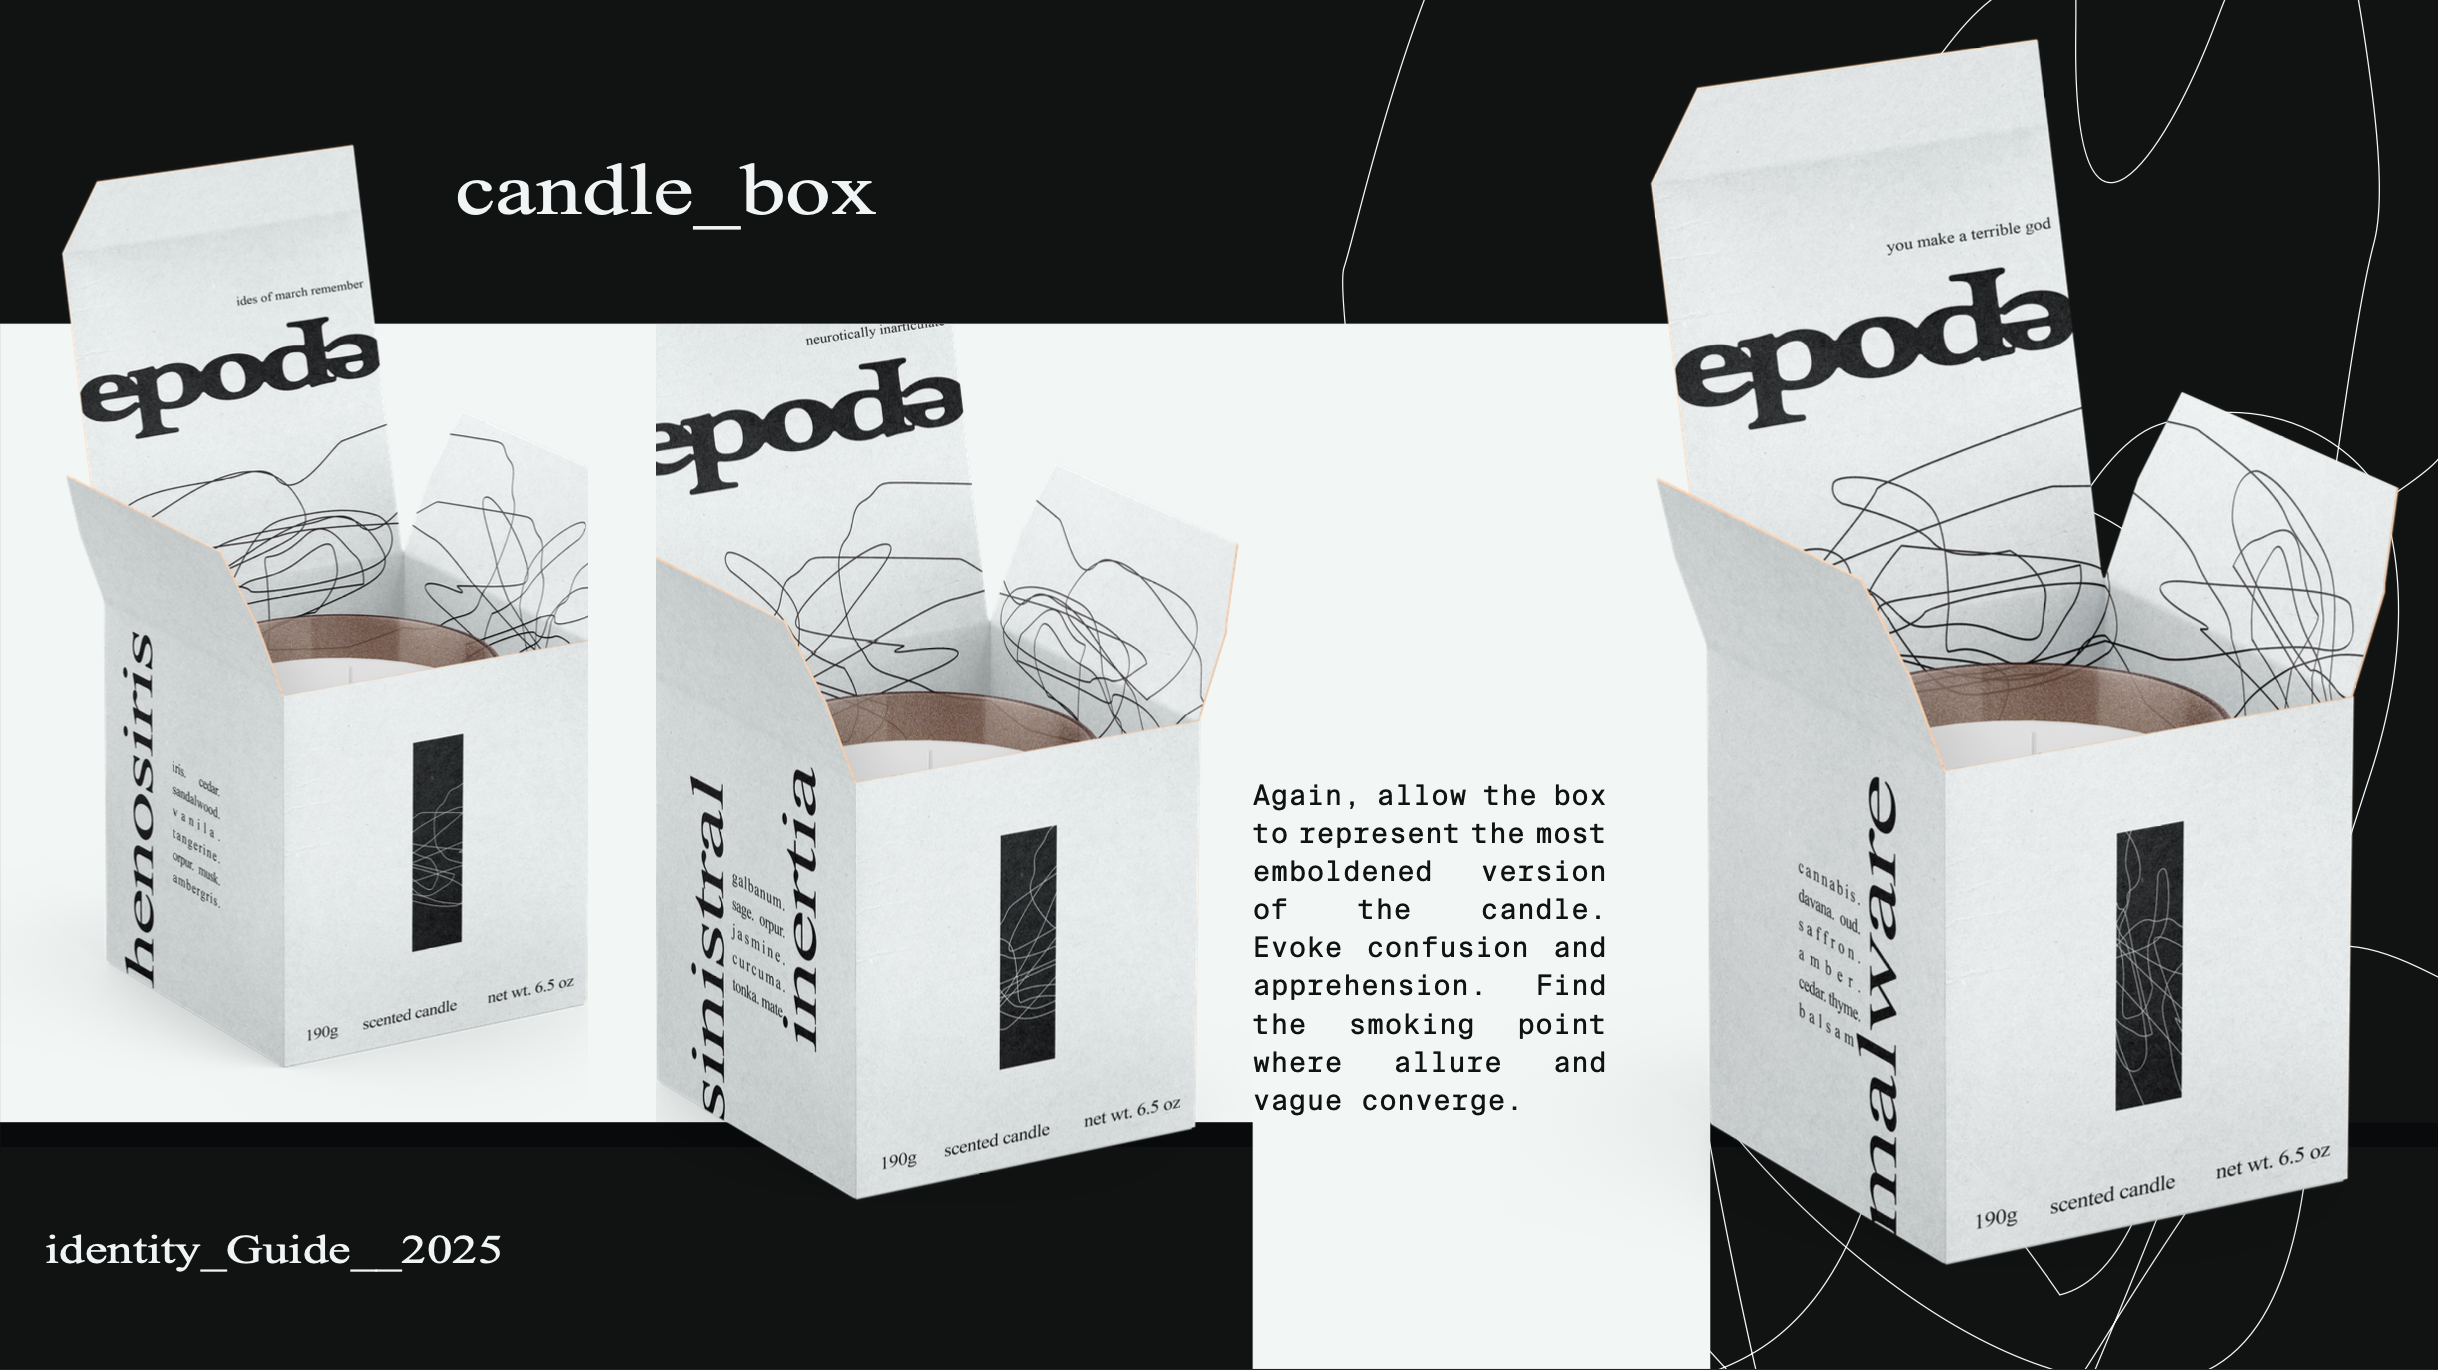 candle_box
ides of march remember
epodə
henosiris
iris. cedar.
sandalwood.
vanila.
tangerine.
orpur. musk.
ambergris.
190g scented candle net wt. 6.5 oz
neurotically inarticulate
epodə
sinistral
inertia
galbanum.
sage. orpur.
jasmine.
curcuma.
tonka. mate.
190g scented candle net wt. 6.5 oz
Again, allow the box
to represent the most
emboldened version
of the candle.
Evoke confusion and
apprehension. Find
the smoking point
where allure and
vague converge.
you make a terrible god
epodə
malware
cannabis.
davana. oud.
saffron.
amber.
cedar. thyme.
balsam
190g scented candle net wt. 6.5 oz
identity_Guide__2025